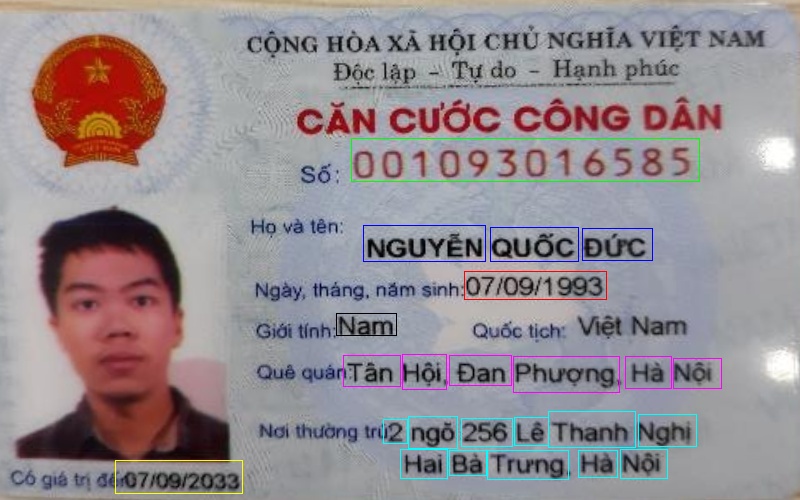 CỘNG HÒA XÃ HỘI CHỦ NGHĨA VIỆT NAM
Độc lập - Tự do - Hạnh phúc
CĂN CƯỚC CÔNG DÂN
Số: 001093016585
Họ và tên: NGUYỄN QUỐC ĐỨC
Ngày, tháng, năm sinh: 07/09/1993
Giới tính: Nam Quốc tịch: Việt Nam
Quê quán: Tân Hội, Đan Phượng, Hà Nội
Nơi thường trú: 2 ngõ 256 Lê Thanh Nghị
Hai Bà Trưng, Hà Nội
Có giá trị đến 07/09/2033